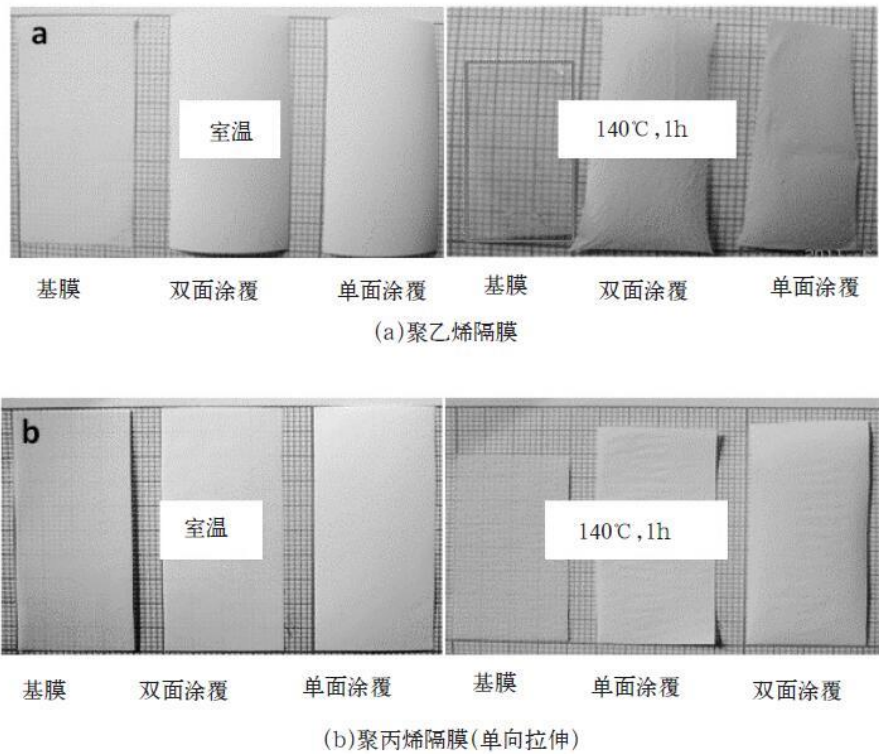 a
室温
140℃,1h
基膜 双面涂覆 单面涂覆 基膜 双面涂覆 单面涂覆
(a)聚乙烯隔膜
b
室温
140℃,1h
基膜 双面涂覆 单面涂覆 基膜 单面涂覆 双面涂覆
(b)聚丙烯隔膜(单向拉伸)